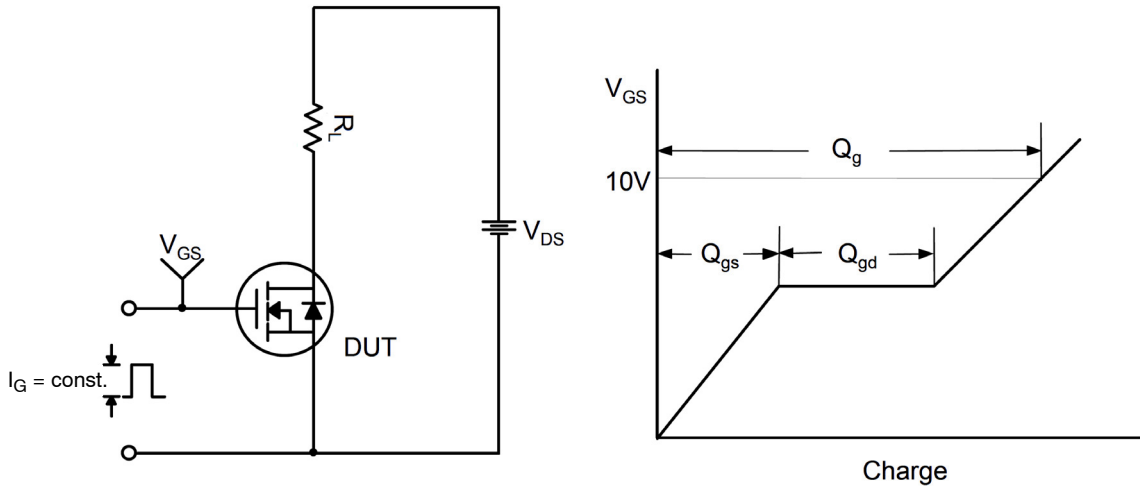 R_L
V_GS
V_DS
DUT
I_G = const.
V_GS
Q_g
10V
Q_gs
Q_gd
Charge